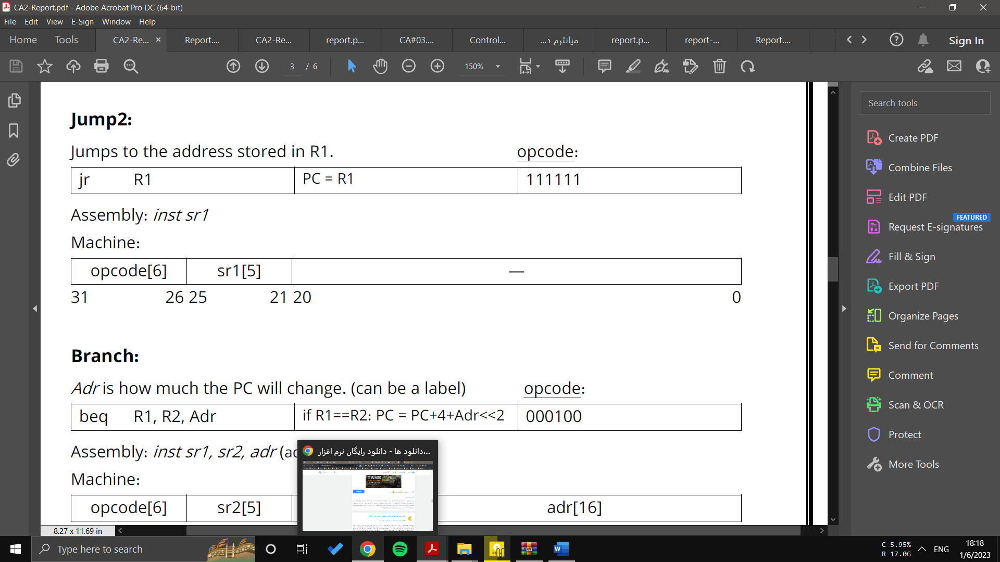 CA2-Report.pdf - Adobe Acrobat Pro DC (64-bit)
File Edit View E-Sign Window Help
Home Tools CA2-Re... Report.... CA2-Re... report.p... CA#03.... Control... میانترم د... report.p... report-... Report.... Sign In
3 / 6 150%
Jump2:
Jumps to the address stored in R1. opcode:
jr R1 PC = R1 111111
Assembly: inst sr1
Machine:
opcode[6] sr1[5] —
31 26 25 21 20 0
Branch:
Adr is how much the PC will change. (can be a label) opcode:
beq R1, R2, Adr if R1==R2: PC = PC+4+Adr<<2 000100
Assembly: inst sr1, sr2, adr (ad
Machine:
opcode[6] sr2[5] adr[16]
8.27 x 11.69 in
دانلود ها - دانلود رایگان نرم افزار،...
TANK
MECHANIC
SIMULATOR
Search tools
Create PDF
Combine Files
Edit PDF
FEATURED
Request E-signatures
Fill & Sign
Export PDF
Organize Pages
Send for Comments
Comment
Scan & OCR
Protect
More Tools
Type here to search
C 5.95%
R 17.0G
ENG
18:18
1/6/2023